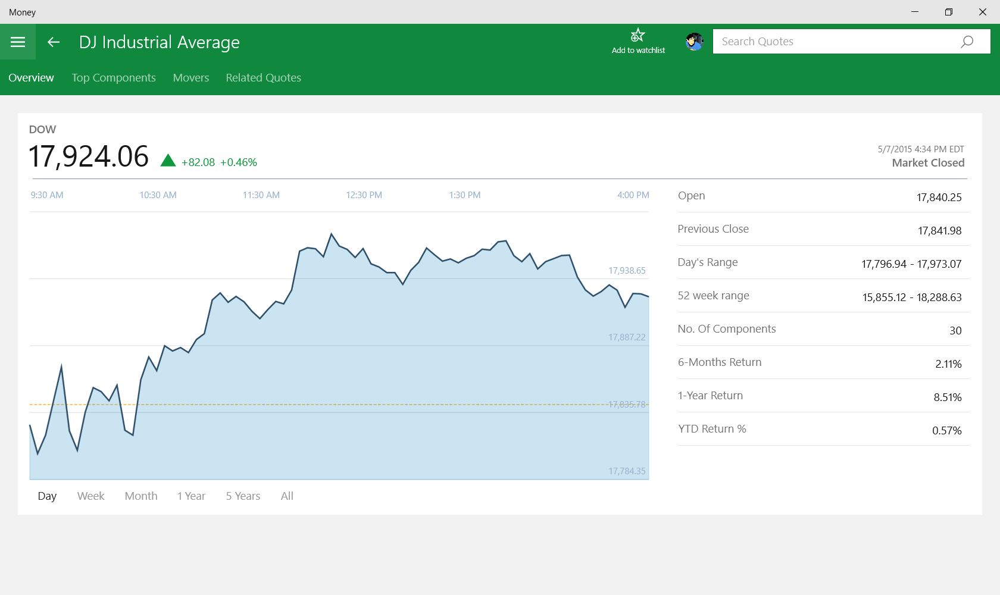 Money
DJ Industrial Average
Add to watchlist
Search Quotes
Overview Top Components Movers Related Quotes
DOW
17,924.06 +82.08 +0.46%
5/7/2015 4:34 PM EDT
Market Closed
9:30 AM 10:30 AM 11:30 AM 12:30 PM 1:30 PM 4:00 PM
17,938.65
17,887.22
17,835.78
17,784.35
Day Week Month 1 Year 5 Years All
Open 17,840.25
Previous Close 17,841.98
Day's Range 17,796.94 - 17,973.07
52 week range 15,855.12 - 18,288.63
No. Of Components 30
6-Months Return 2.11%
1-Year Return 8.51%
YTD Return % 0.57%